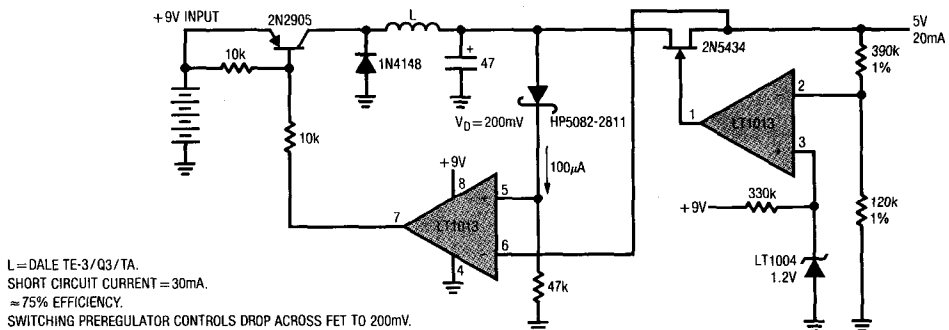 +9V INPUT
2N2905
L
5V
20mA
10k
1N4148
+
47
2N5434
390k
1%
10k
V_D=200mV
HP5082-2811
100µA
1
2
3
LT1013
-
+
+9V
8
5
+
7
LT1013
6
-
4
47k
330k
+9V
120k
1%
LT1004
1.2V
L=DALE TE-3/Q3/TA.
SHORT CIRCUIT CURRENT=30mA.
≈75% EFFICIENCY.
SWITCHING PREREGULATOR CONTROLS DROP ACROSS FET TO 200mV.